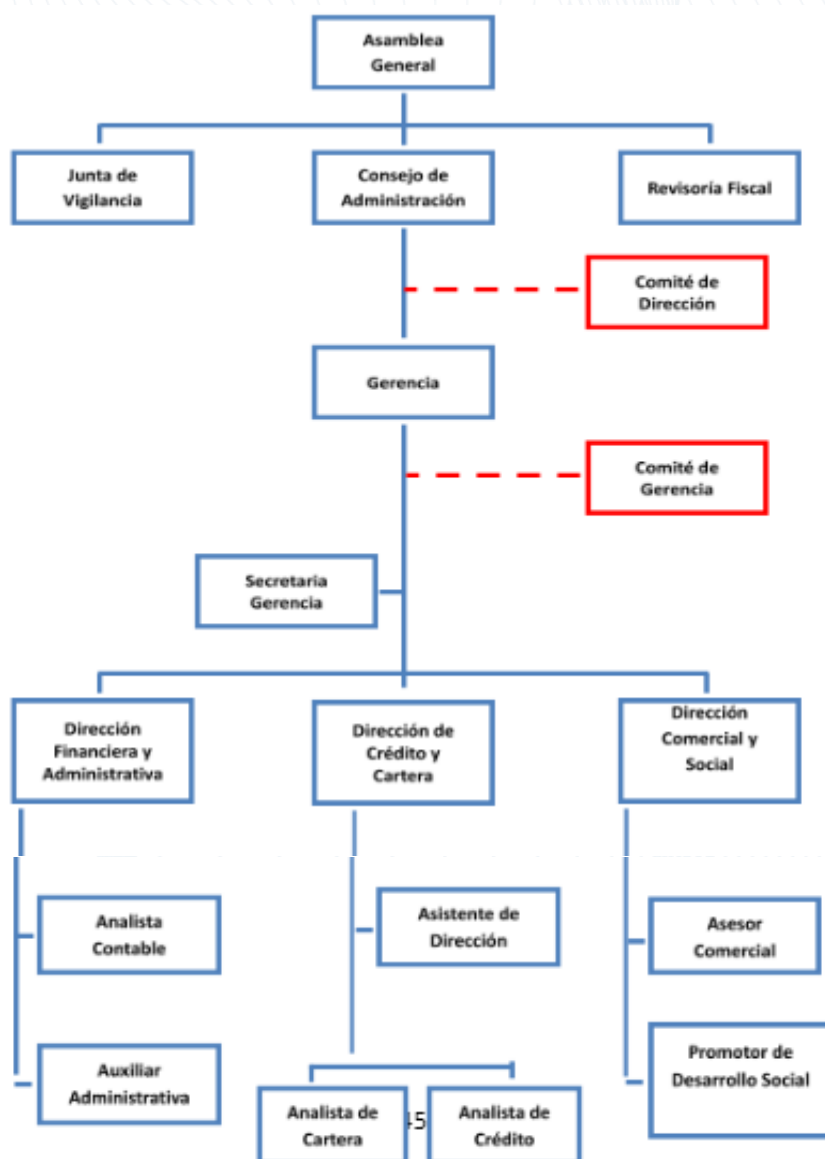 Asamblea
General
Junta de
Vigilancia
Consejo de
Administración
Revisoría Fiscal
Comité de
Dirección
Gerencia
Comité de
Gerencia
Secretaria
Gerencia
Dirección
Financiera y
Administrativa
Dirección de
Crédito y
Cartera
Dirección
Comercial y
Social
Analista
Contable
Asistente de
Dirección
Asesor
Comercial
Auxiliar
Administrativa
Analista de
Cartera
45
Analista de
Crédito
Promotor de
Desarrollo Social